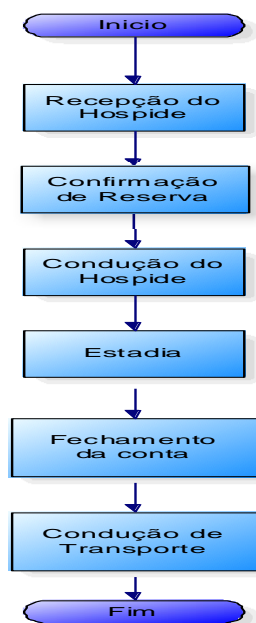 Inicio
Recepção do
Hospide
Confirmação
de Reserva
Condução do
Hospide
Estadia
Fechamento
da conta
Condução de
Transporte
Fim